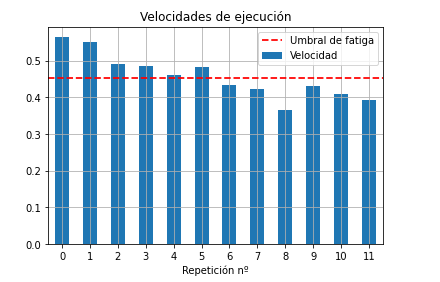 Velocidades de ejecución
Umbral de fatiga
Velocidad
0.5
0.4
0.3
0.2
0.1
0.0
0 1 2 3 4 5 6 7 8 9 10 11
Repetición nº